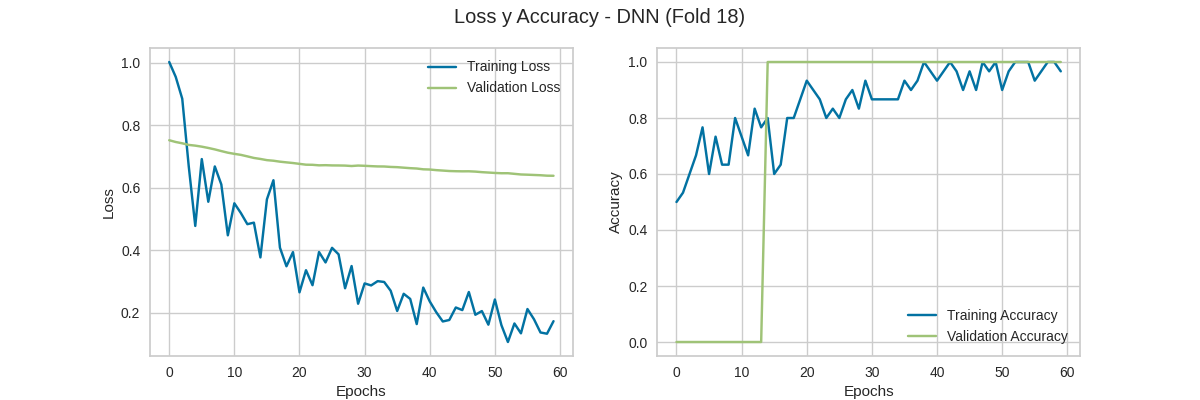 Loss y Accuracy - DNN (Fold 18)
Training Loss
Validation Loss
1.0
0.8
0.6
0.4
0.2
Loss
0 10 20 30 40 50 60
Epochs
1.0
0.8
0.6
0.4
0.2
0.0
Accuracy
Training Accuracy
Validation Accuracy
0 10 20 30 40 50 60
Epochs